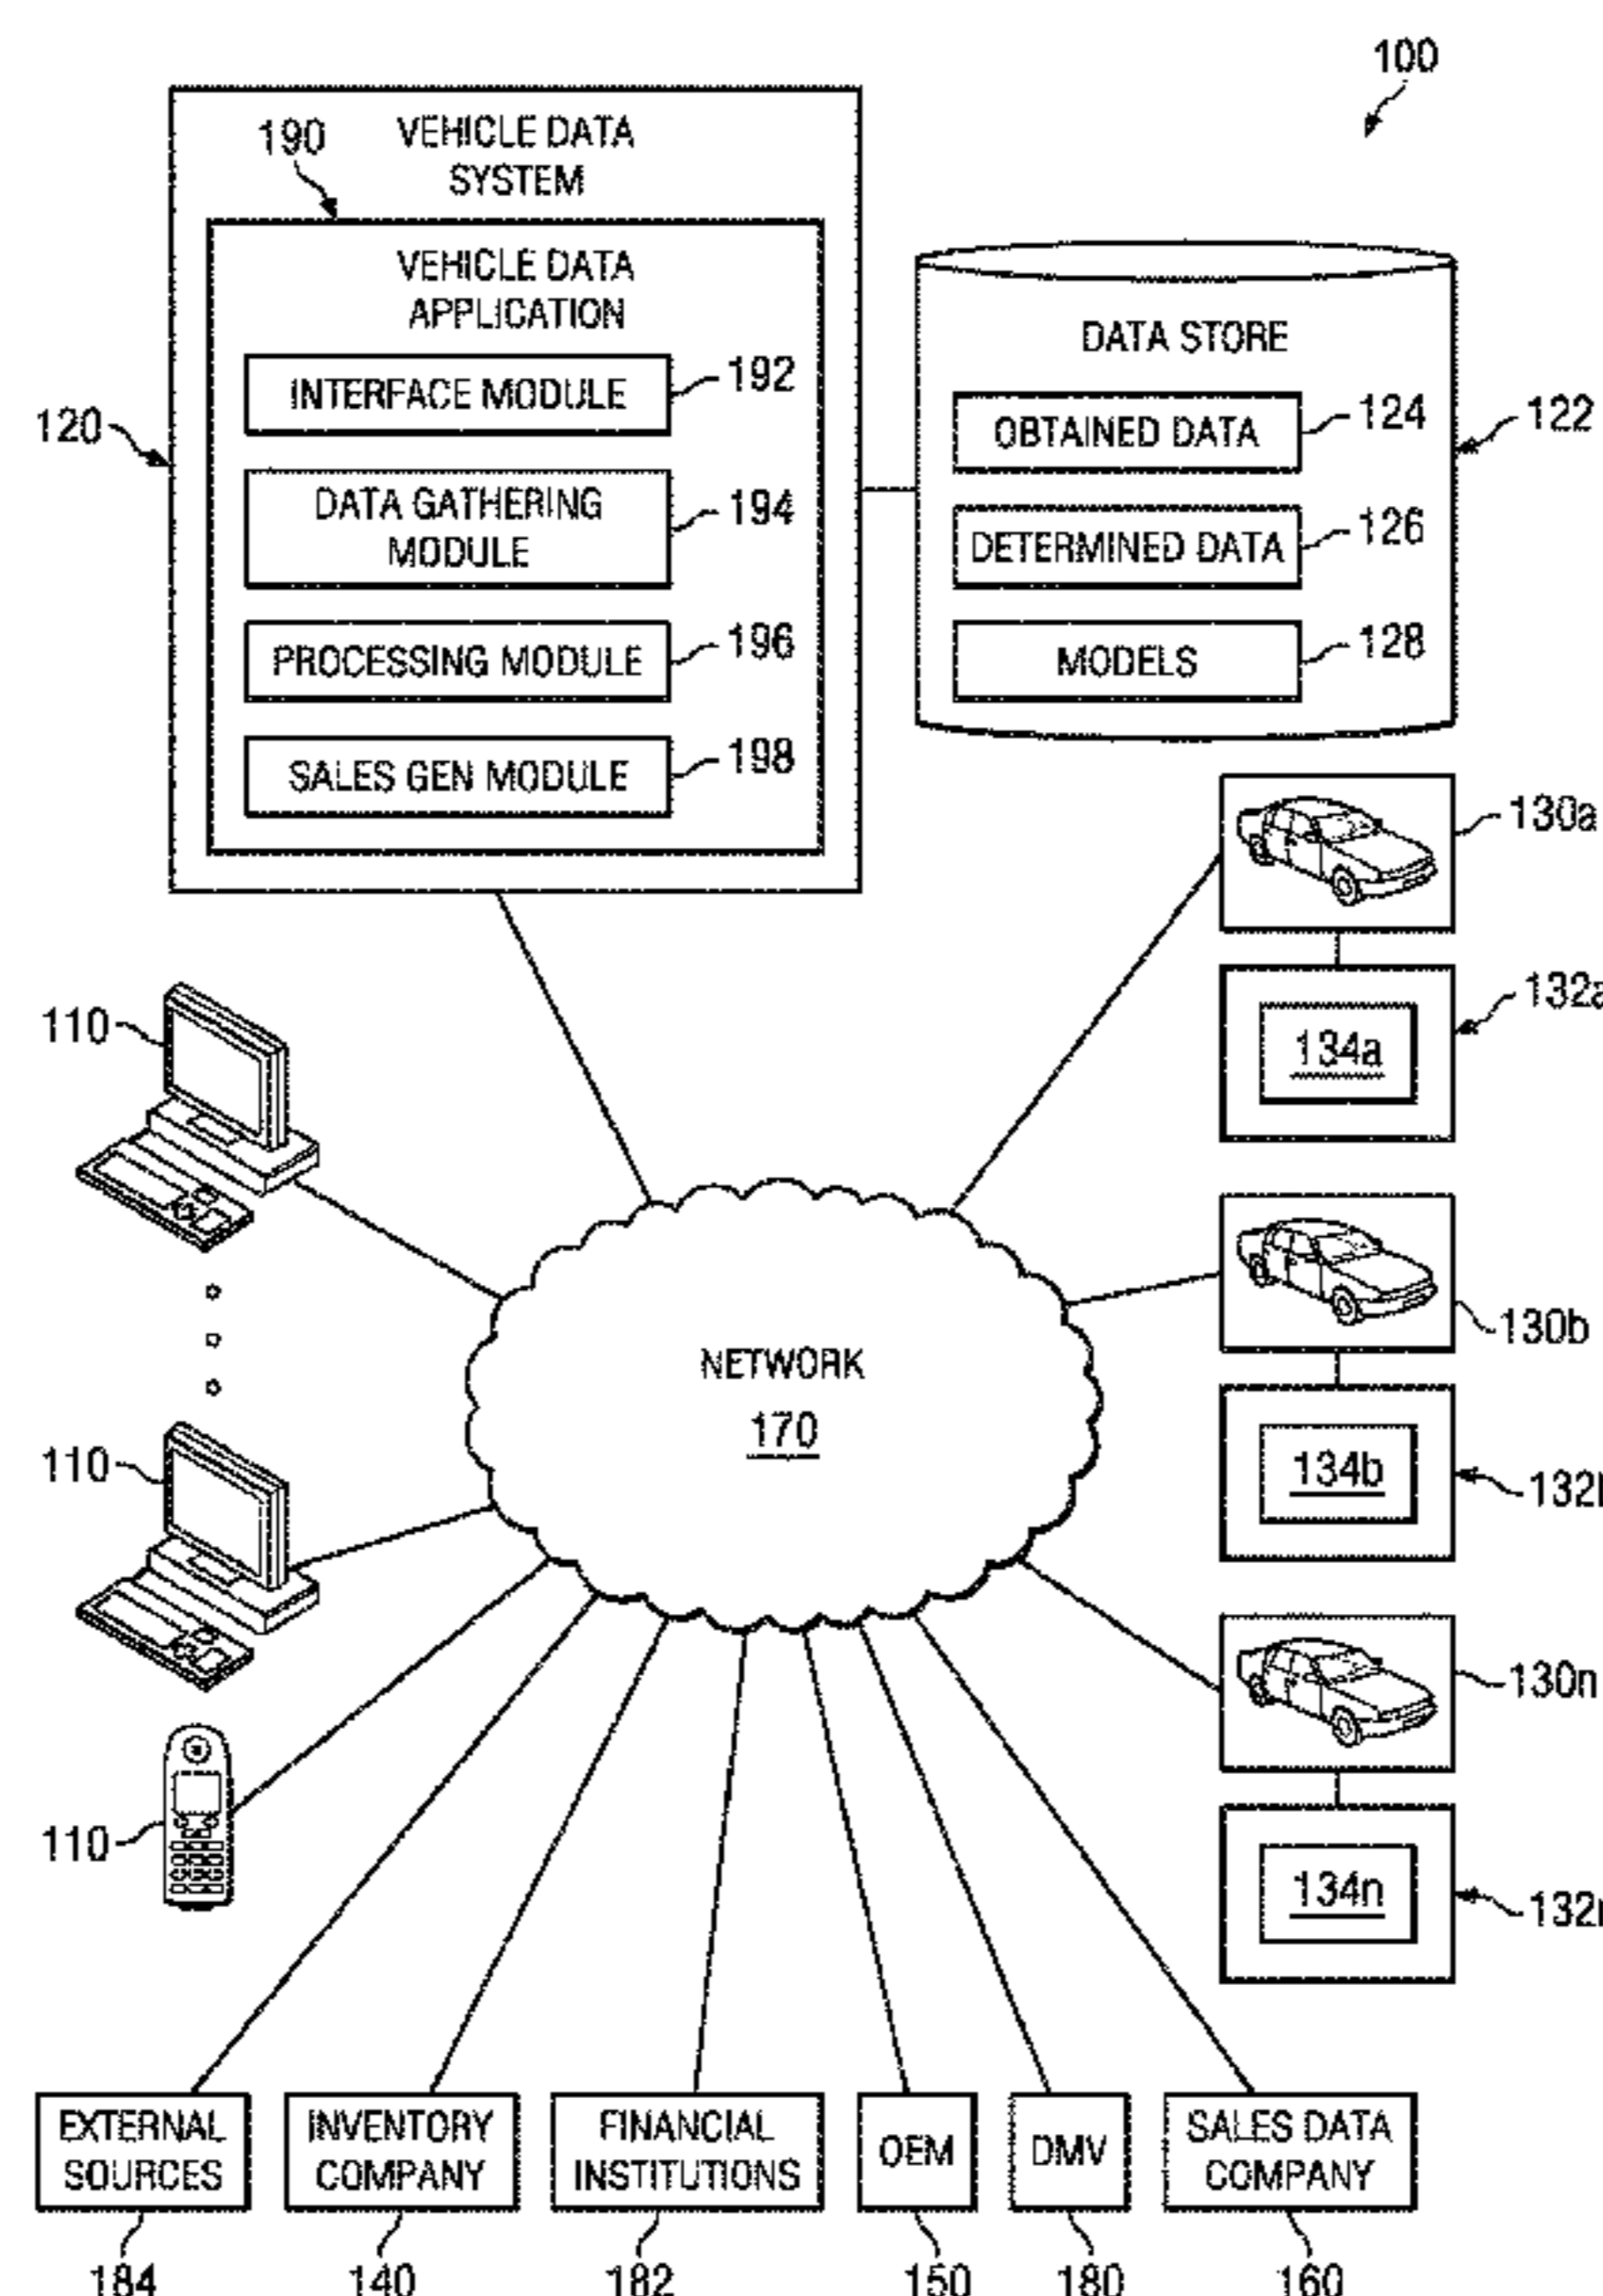 100
190
VEHICLE DATA
SYSTEM
VEHICLE DATA
APPLICATION
INTERFACE MODULE
192
120
DATA GATHERING
MODULE
194
PROCESSING MODULE
196
SALES GEN MODULE
198
DATA STORE
OBTAINED DATA
124
122
DETERMINED DATA
126
MODELS
128
130a
132a
134a
110
130b
NETWORK
170
110
134b
132
130n
110
134n
132
EXTERNAL
SOURCES
INVENTORY
COMPANY
FINANCIAL
INSTITUTIONS
OEM
DMV
SALES DATA
COMPANY
184
140
182
150
180
160